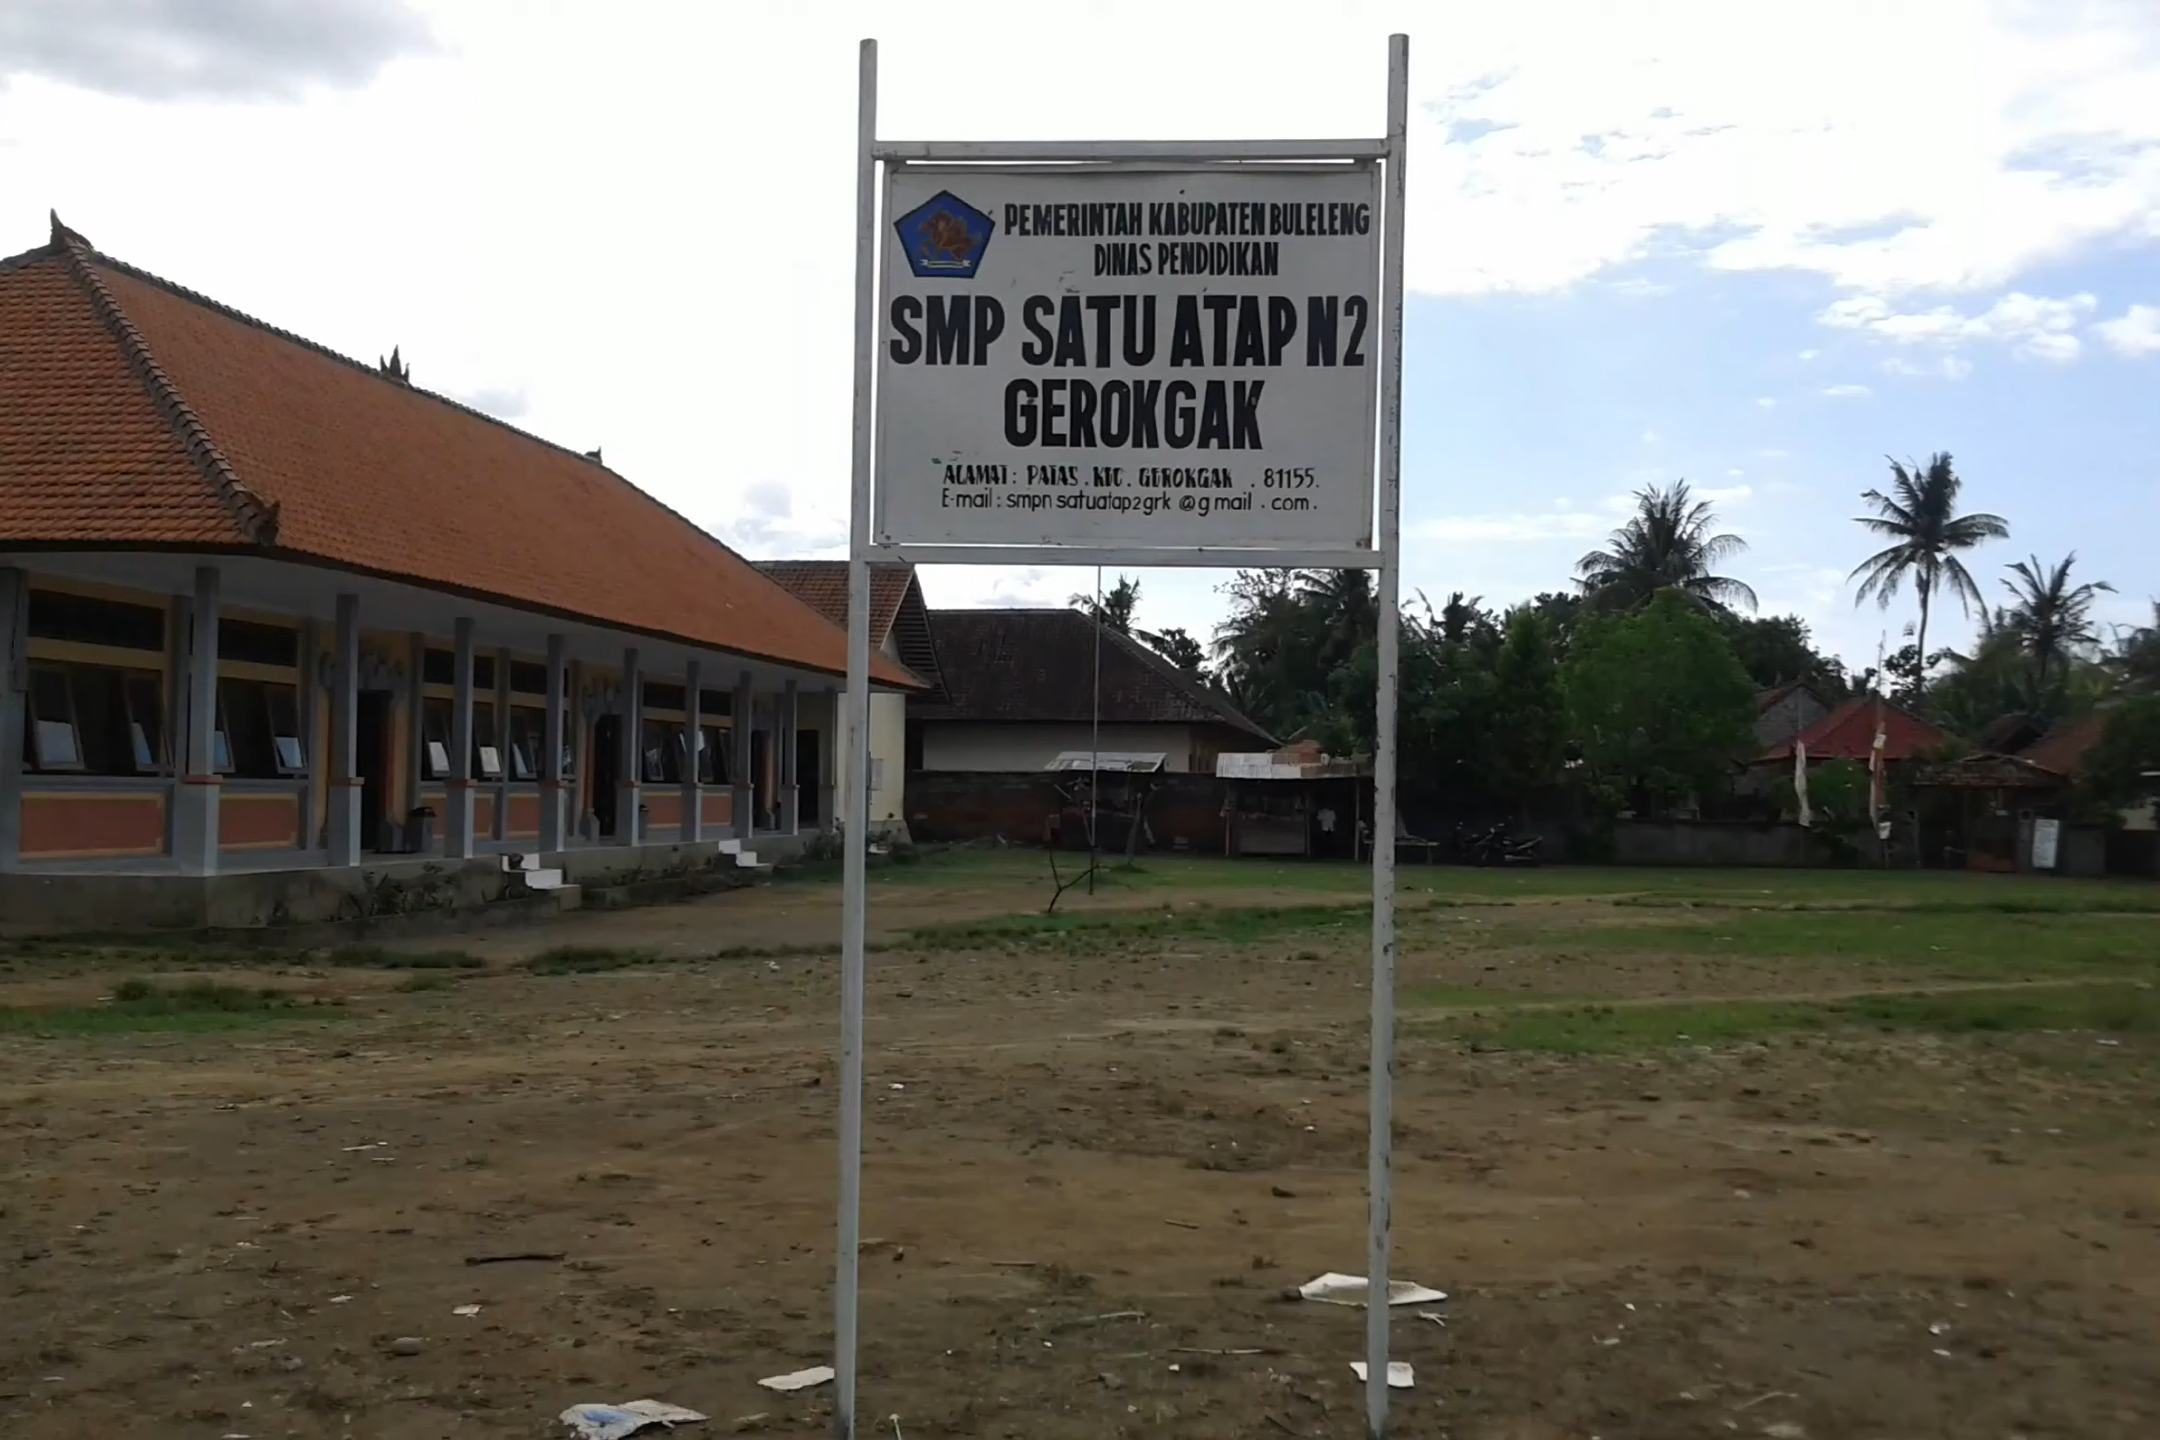 PEMERINTAH KABUPATEN BULELENG
DINAS PENDIDIKAN
SMP SATU ATAP N2
GEROKGAK
ALAMAT : PATAS . KEC. GEROKGAK . 81155.
E-mail : smpn satuatap2grk @g mail . com .